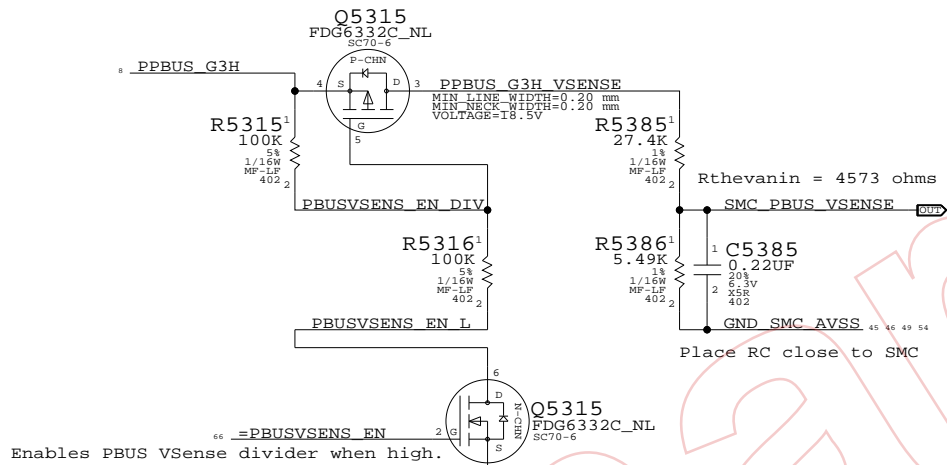 Q5315
FDG6332C_NL
SC70-6
P-CHN
8 PPBUS_G3H
4 S D 3 PPBUS_G3H_VSENSE
MIN_LINE_WIDTH=0.20 mm
MIN_NECK_WIDTH=0.20 mm
VOLTAGE=18.5V
G
5
R5315 1
100K
5%
1/16W
MF-LF
402 2
R5385 1
27.4K
1%
1/16W
MF-LF
402 2
Rthevanin = 4573 ohms
PBUSVSENS_EN_DIV
SMC_PBUS_VSENSE OUT
R5316 1
100K
5%
1/16W
MF-LF
402 2
R5386 1
5.49K
1%
1/16W
MF-LF
402 2
1 C5385
0.22UF
20%
6.3V
2 X5R
402
PBUSVSENS_EN_L
GND_SMC_AVSS 45 46 49 54
Place RC close to SMC
6
D
N-CHN
Q5315
FDG6332C_NL
SC70-6
66 =PBUSVSENS_EN 2 G
S
Enables PBUS VSense divider when high.